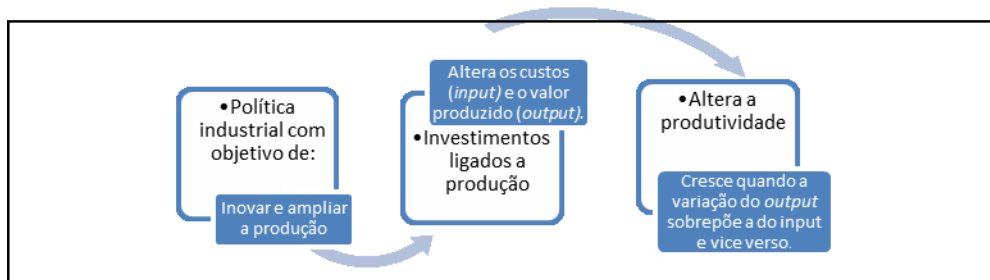 •Política
industrial com
objetivo de:
Inovar e ampliar
a produção
Altera os custos
(input) e o valor
produzido (output).
•Investimentos
ligados a
produção
•Altera a
produtividade
Cresce quando a
variação do output
sobrepõe a do input
e vice verso.